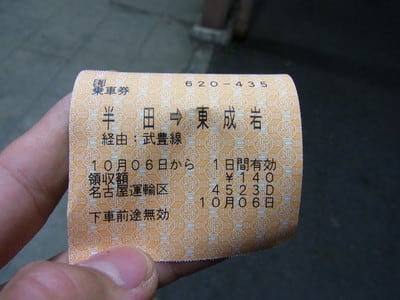 乗車券 620-435
半田⇒東成岩
経由:武豊線
10月06日から 1日間有効
領収額 ¥140
名古屋運輸区 4523D
10月06日
下車前途無効